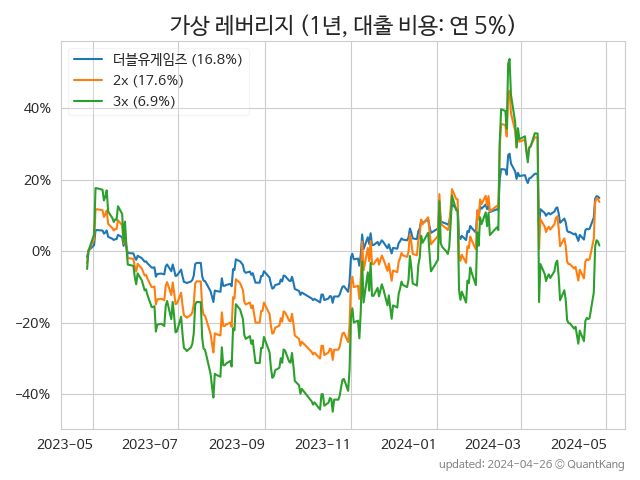 가상 레버리지 (1년, 대출 비용: 연 5%)
더블유게임즈 (16.8%)
2x (17.6%)
3x (6.9%)
40%
20%
0%
−20%
−40%
2023-05 2023-07 2023-09 2023-11 2024-01 2024-03 2024-05
updated: 2024-04-26 © QuantKang